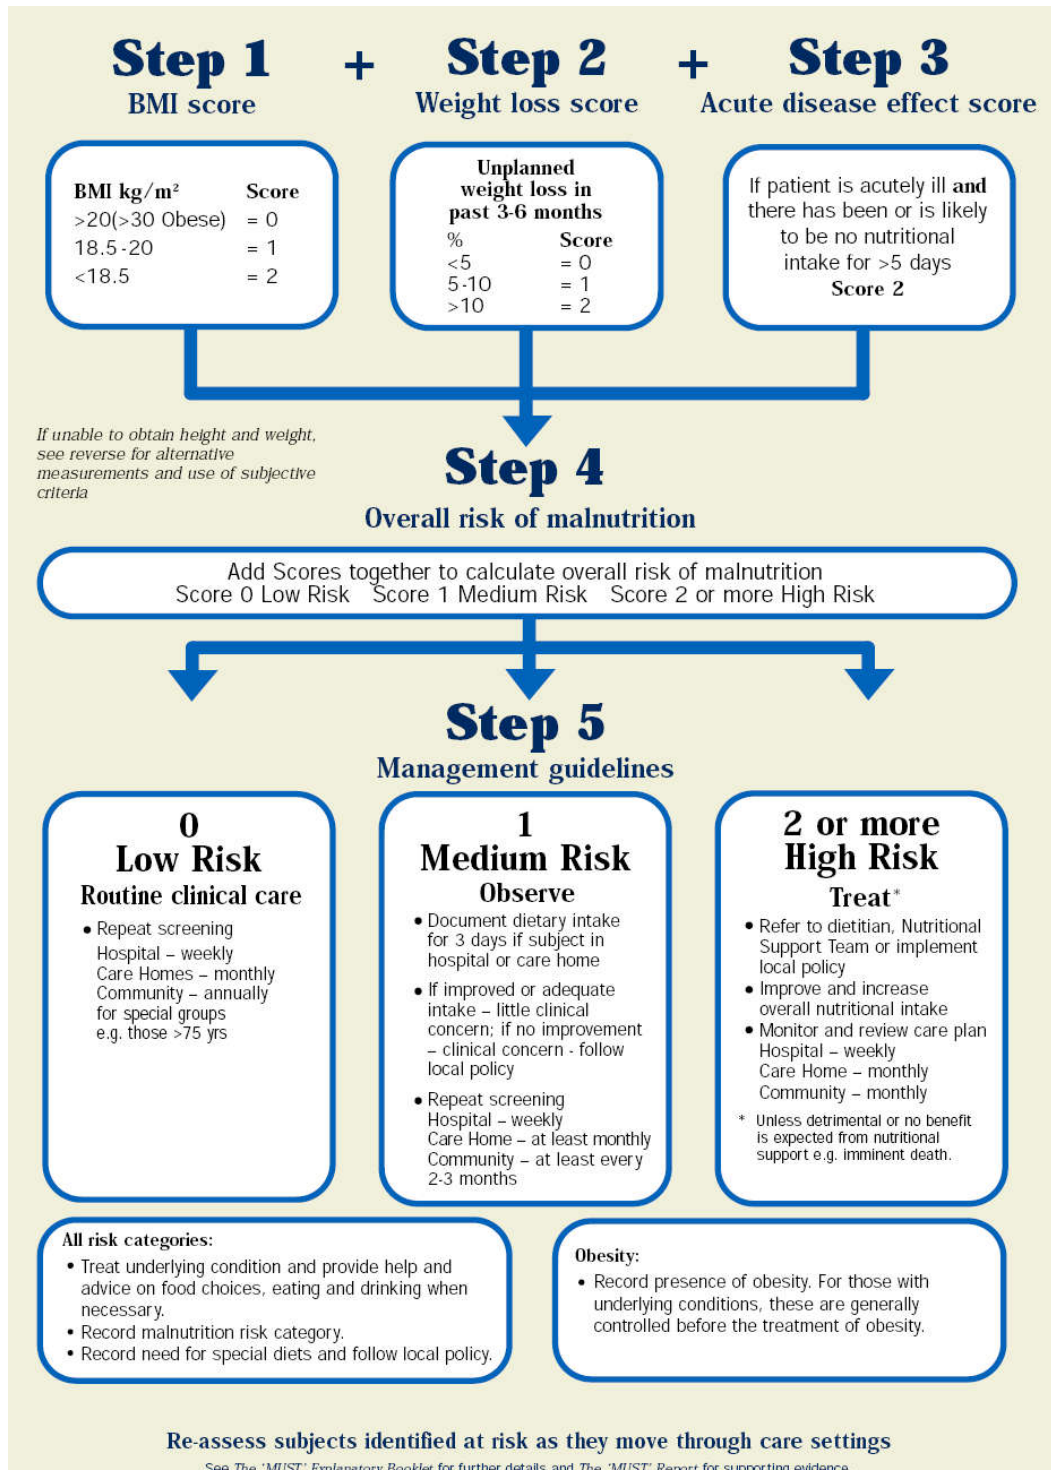 Step 1 + Step 2 + Step 3
BMI score
Weight loss score
Acute disease effect score
BMI kg/m² Score
>20(>30 Obese) = 0
18.5-20 = 1
<18.5 = 2
Unplanned
weight loss in
past 3-6 months
% Score
<5 = 0
5-10 = 1
>10 = 2
If patient is acutely ill and
there has been or is likely
to be no nutritional
intake for >5 days
Score 2
If unable to obtain height and weight,
see reverse for alternative
measurements and use of subjective
criteria
Step 4
Overall risk of malnutrition
Add Scores together to calculate overall risk of malnutrition
Score 0 Low Risk Score 1 Medium Risk Score 2 or more High Risk
Step 5
Management guidelines
0
Low Risk
Routine clinical care
• Repeat screening
Hospital – weekly
Care Homes – monthly
Community – annually
for special groups
e.g. those >75 yrs
1
Medium Risk
Observe
• Document dietary intake
for 3 days if subject in
hospital or care home
• If improved or adequate
intake – little clinical
concern; if no improvement
– clinical concern - follow
local policy
• Repeat screening
Hospital – weekly
Care Home – at least monthly
Community – at least every
2-3 months
2 or more
High Risk
Treat*
• Refer to dietitian, Nutritional
Support Team or implement
local policy
• Improve and increase
overall nutritional intake
• Monitor and review care plan
Hospital – weekly
Care Home – monthly
Community – monthly
* Unless detrimental or no benefit
is expected from nutritional
support e.g. imminent death.
All risk categories:
• Treat underlying condition and provide help and
advice on food choices, eating and drinking when
necessary.
• Record malnutrition risk category.
• Record need for special diets and follow local policy.
Obesity:
• Record presence of obesity. For those with
underlying conditions, these are generally
controlled before the treatment of obesity.
Re-assess subjects identified at risk as they move through care settings
See The 'MUST' Explanatory Booklet for further details and The 'MUST' Report for supporting evidence